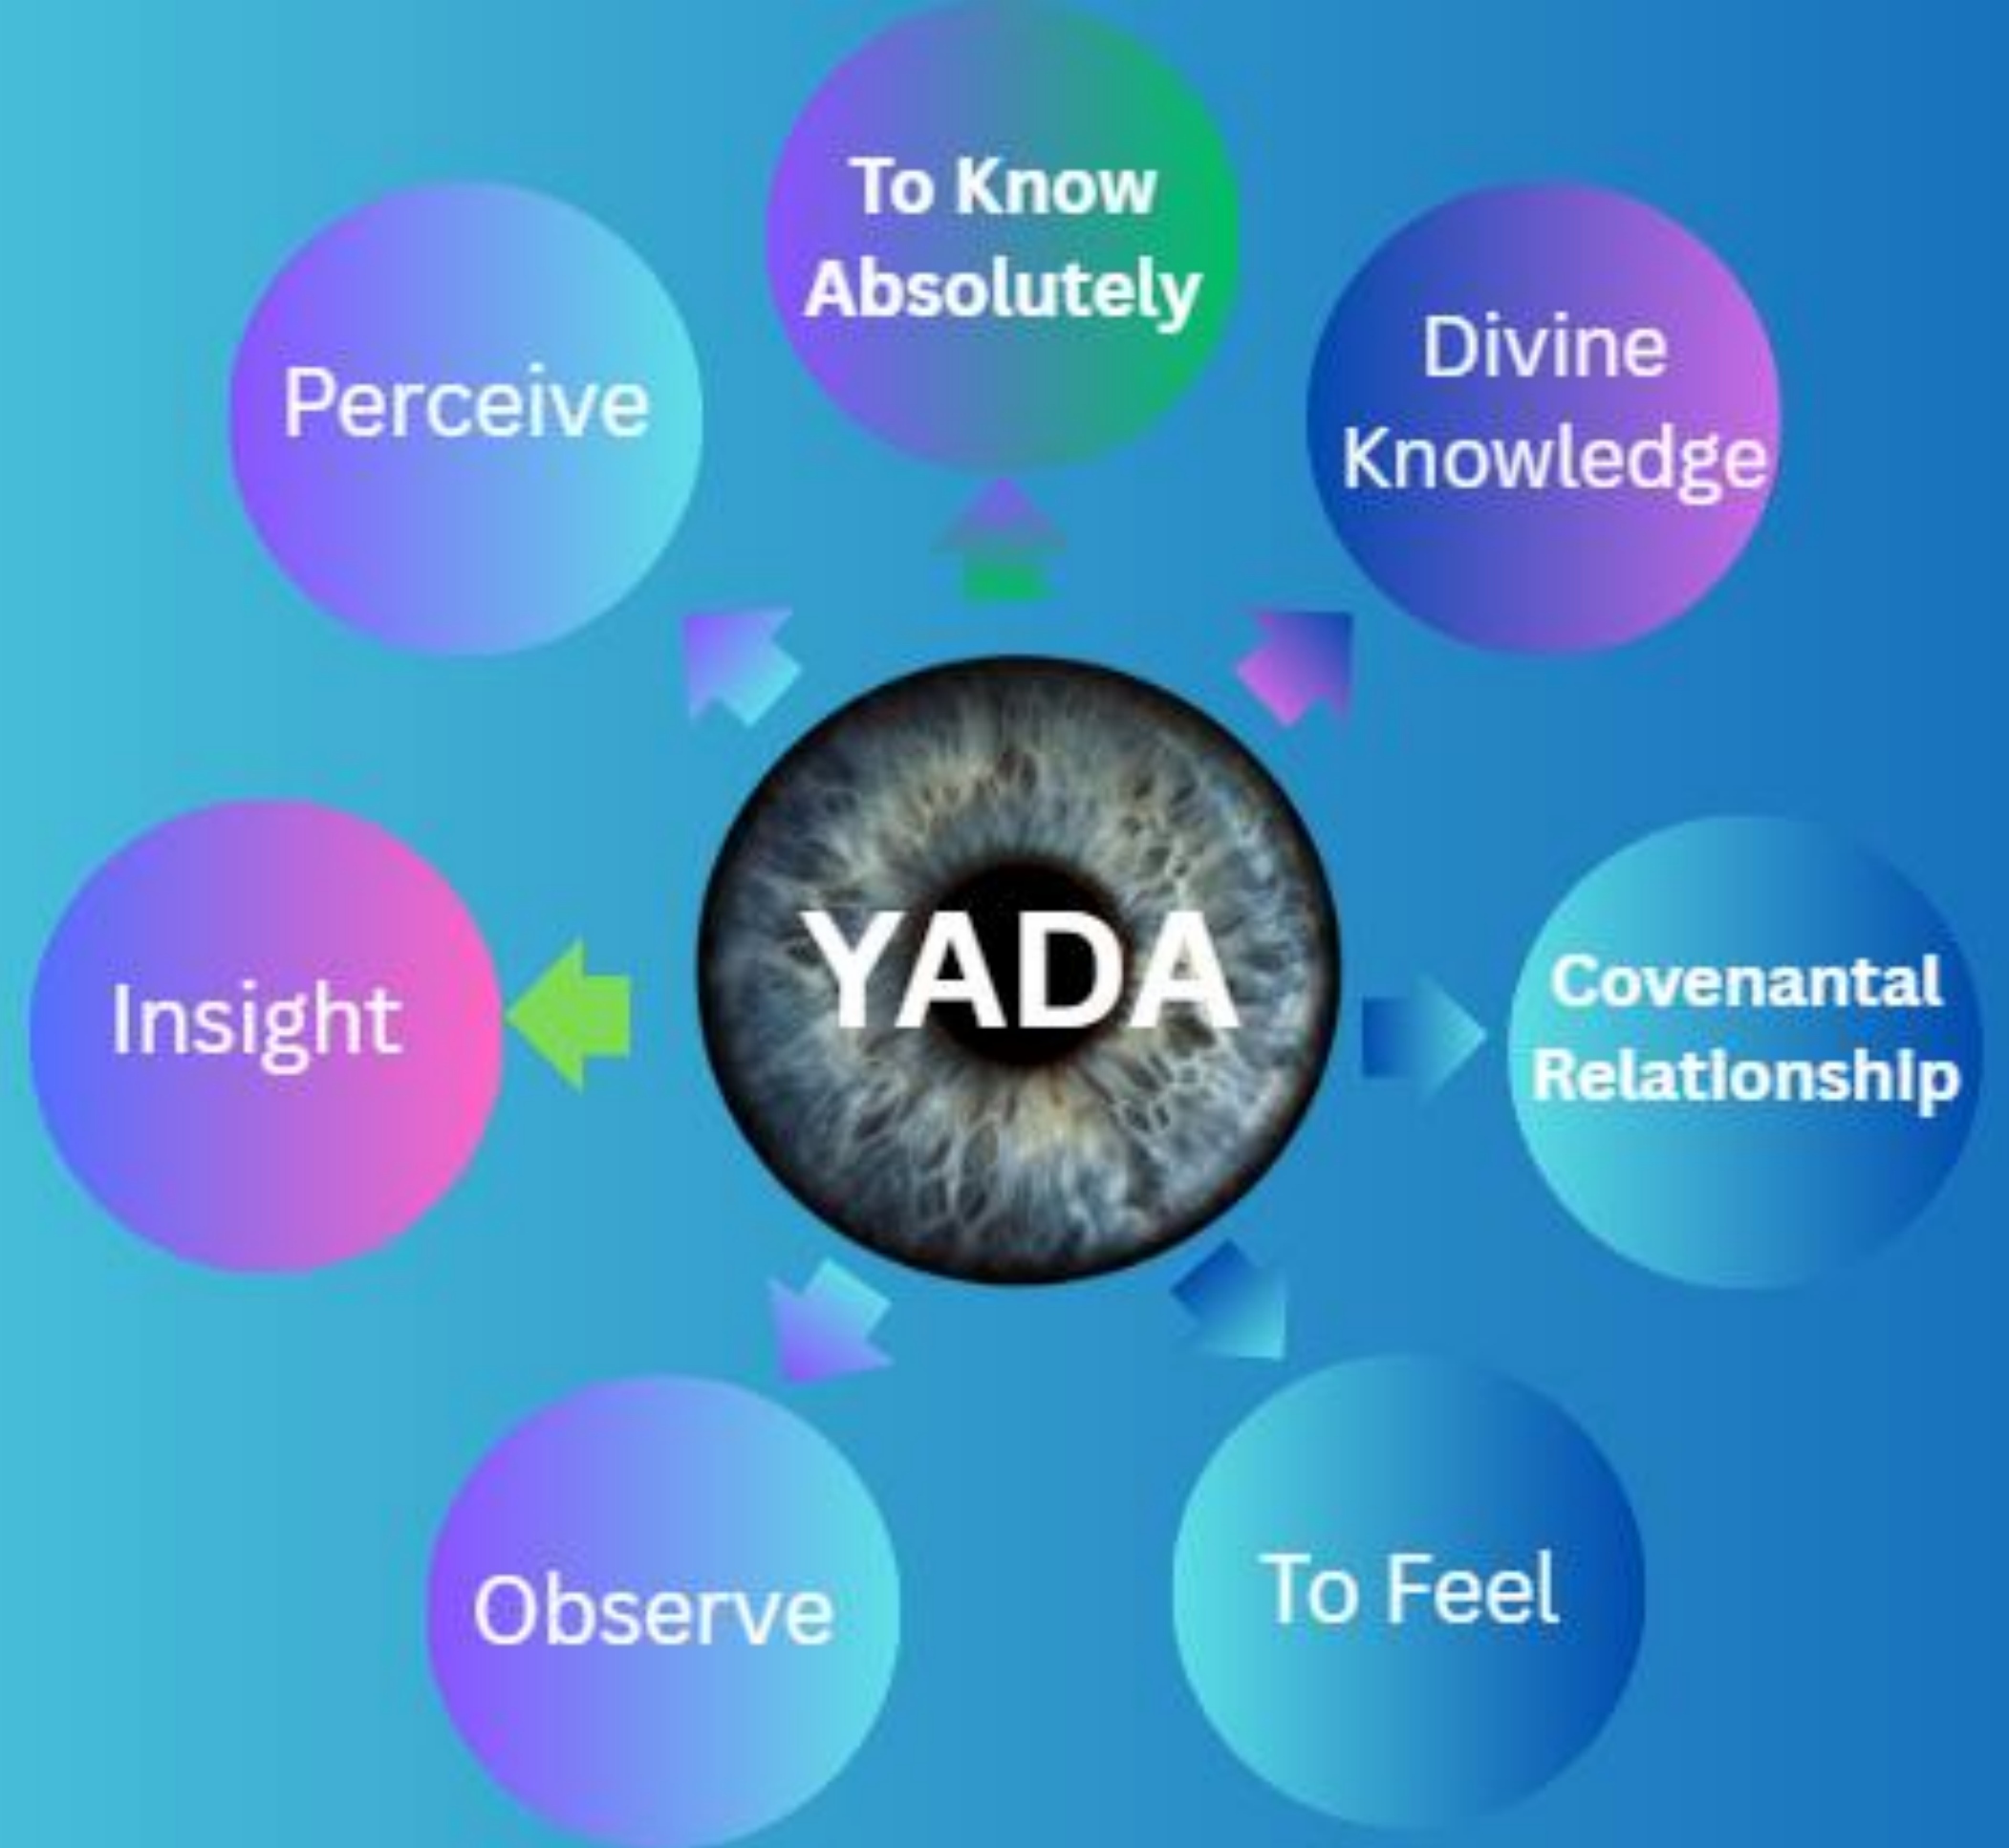 To Know
Absolutely
Divine
Knowledge
Perceive
YADA
Covenantal
Relationship
Insight
To Feel
Observe